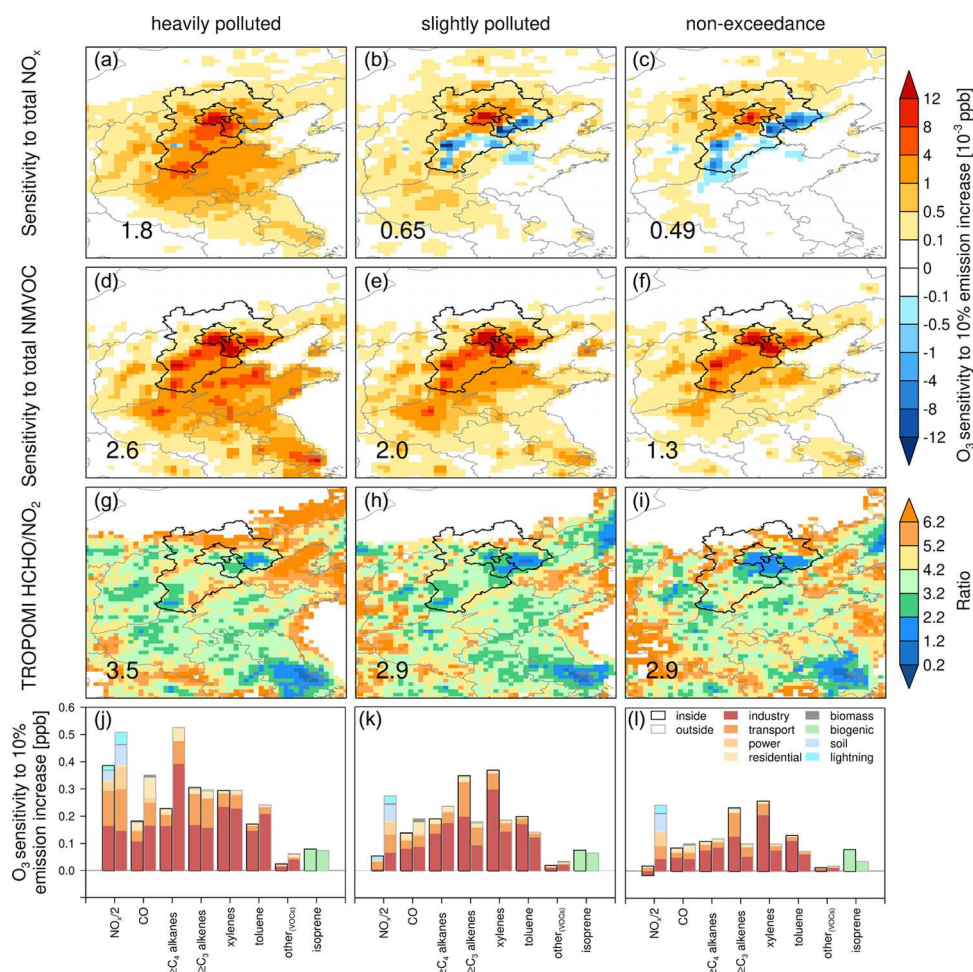 heavily polluted
slightly polluted
non-exceedance
Sensitivity to total NOₓ
(a)
1.8
(b)
0.65
(c)
0.49
12
8
4
1
0.5
0.1
0
-0.1
-0.5
-1
-4
-8
-12
O₃ sensitivity to 10% emission increase [10⁻³ ppb]
Sensitivity to total NMVOC
(d)
2.6
(e)
2.0
(f)
1.3
TROPOMI HCHO/NO₂
(g)
3.5
(h)
2.9
(i)
2.9
6.2
5.2
4.2
3.2
2.2
1.2
0.2
Ratio
O₃ sensitivity to 10%
emission increase [ppb]
0.6
0.5
0.4
0.3
0.2
0.1
0.0
(j)
NOₓ/2
CO
≥C₄ alkanes
≥C₃ alkenes
xylenes
toluene
other(VOCs)
isoprene
(k)
NOₓ/2
CO
≥C₄ alkanes
≥C₃ alkenes
xylenes
toluene
other(VOCs)
isoprene
(l)
inside
outside
industry
transport
power
residential
biomass
biogenic
soil
lightning
NOₓ/2
CO
≥C₄ alkanes
≥C₃ alkenes
xylenes
toluene
other(VOCs)
isoprene